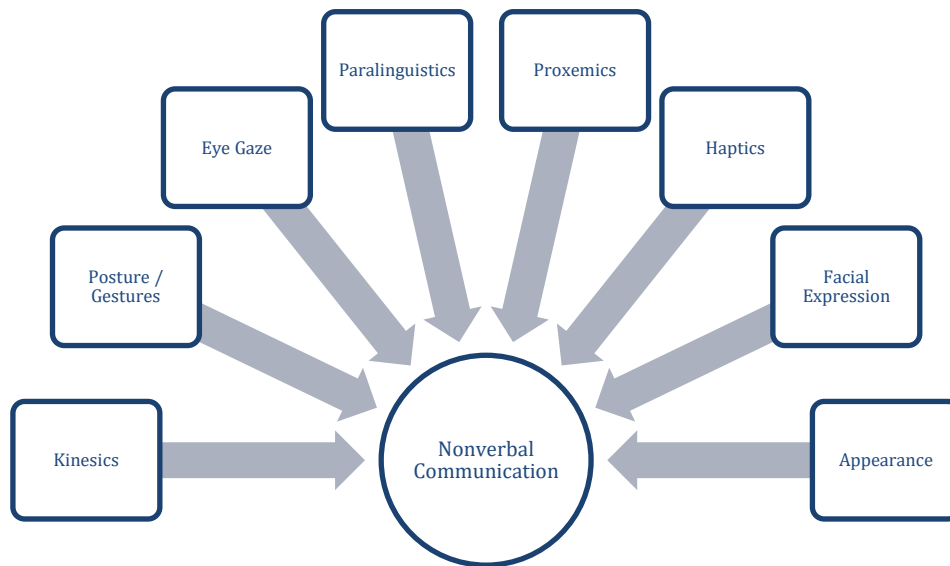 Paralinguistics
Proxemics
Eye Gaze
Haptics
Posture /
Gestures
Facial
Expression
Kinesics
Nonverbal
Communication
Appearance